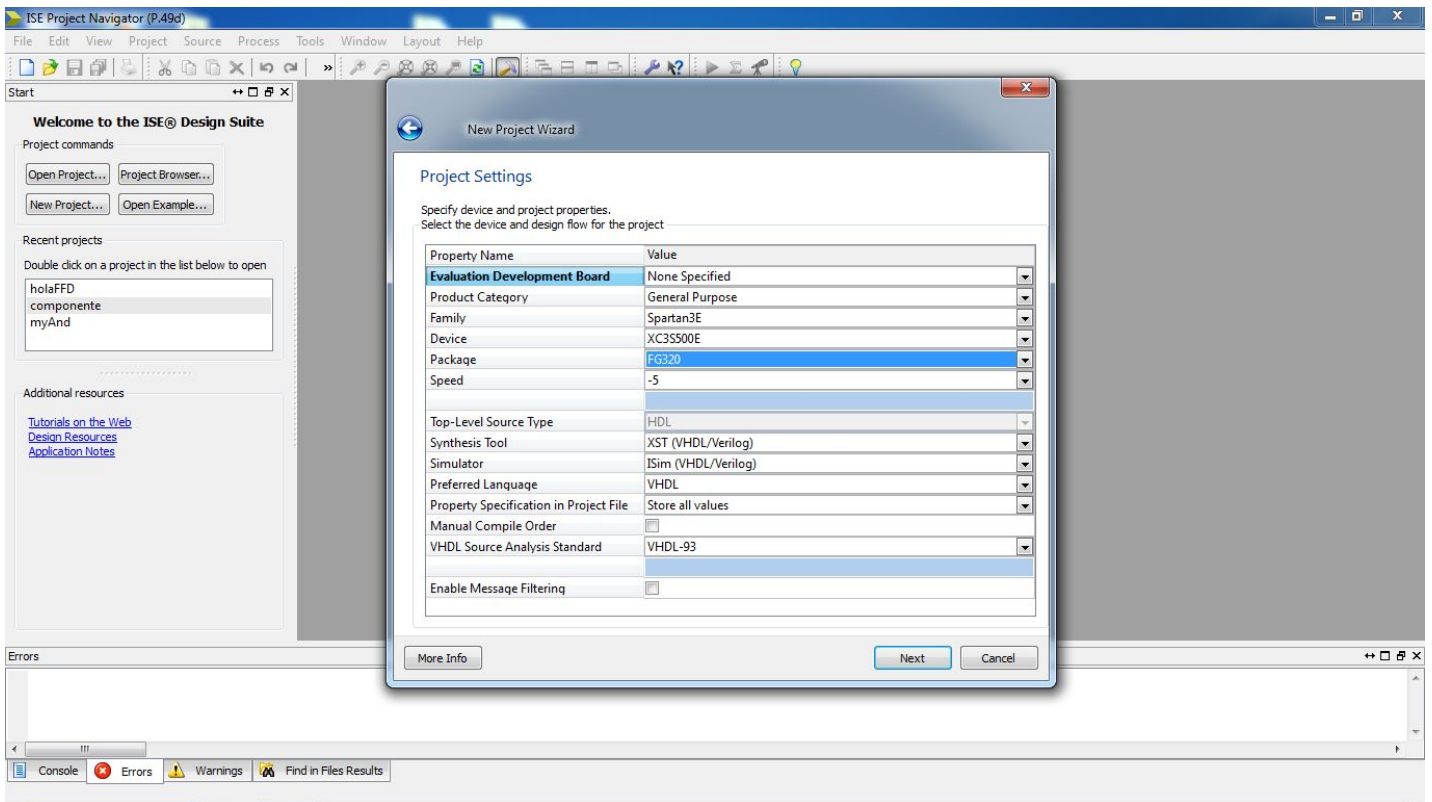 ISE Project Navigator (P.49d)
File Edit View Project Source Process Tools Window Layout Help
Start
Welcome to the ISE® Design Suite
Project commands
Open Project... Project Browser...
New Project... Open Example...
Recent projects
Double click on a project in the list below to open
holaFFD
componente
myAnd
Additional resources
Tutorials on the Web
Design Resources
Application Notes
New Project Wizard
Project Settings
Specify device and project properties.
Select the device and design flow for the project
Property Name Value
Evaluation Development Board None Specified
Product Category General Purpose
Family Spartan3E
Device XC3S500E
Package FG320
Speed -5
Top-Level Source Type HDL
Synthesis Tool XST (VHDL/Verilog)
Simulator ISim (VHDL/Verilog)
Preferred Language VHDL
Property Specification in Project File Store all values
Manual Compile Order
VHDL Source Analysis Standard VHDL-93
Enable Message Filtering
More Info Next Cancel
Errors
Console Errors Warnings Find in Files Results